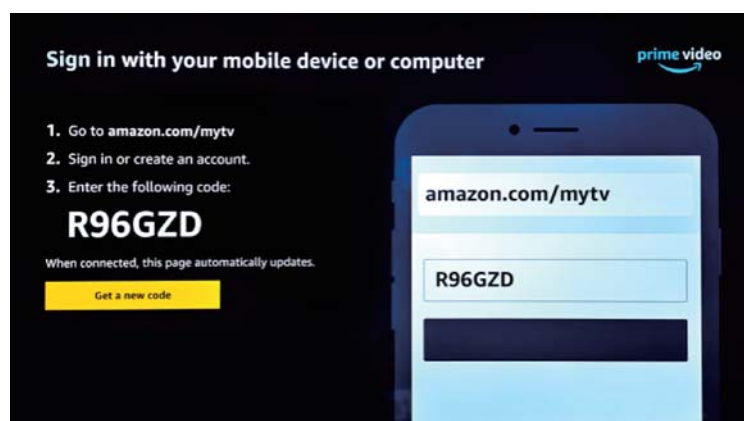 Sign in with your mobile device or computer
prime video
1. Go to amazon.com/mytv
2. Sign in or create an account.
3. Enter the following code:
R96GZD
When connected, this page automatically updates.
Get a new code
amazon.com/mytv
R96GZD